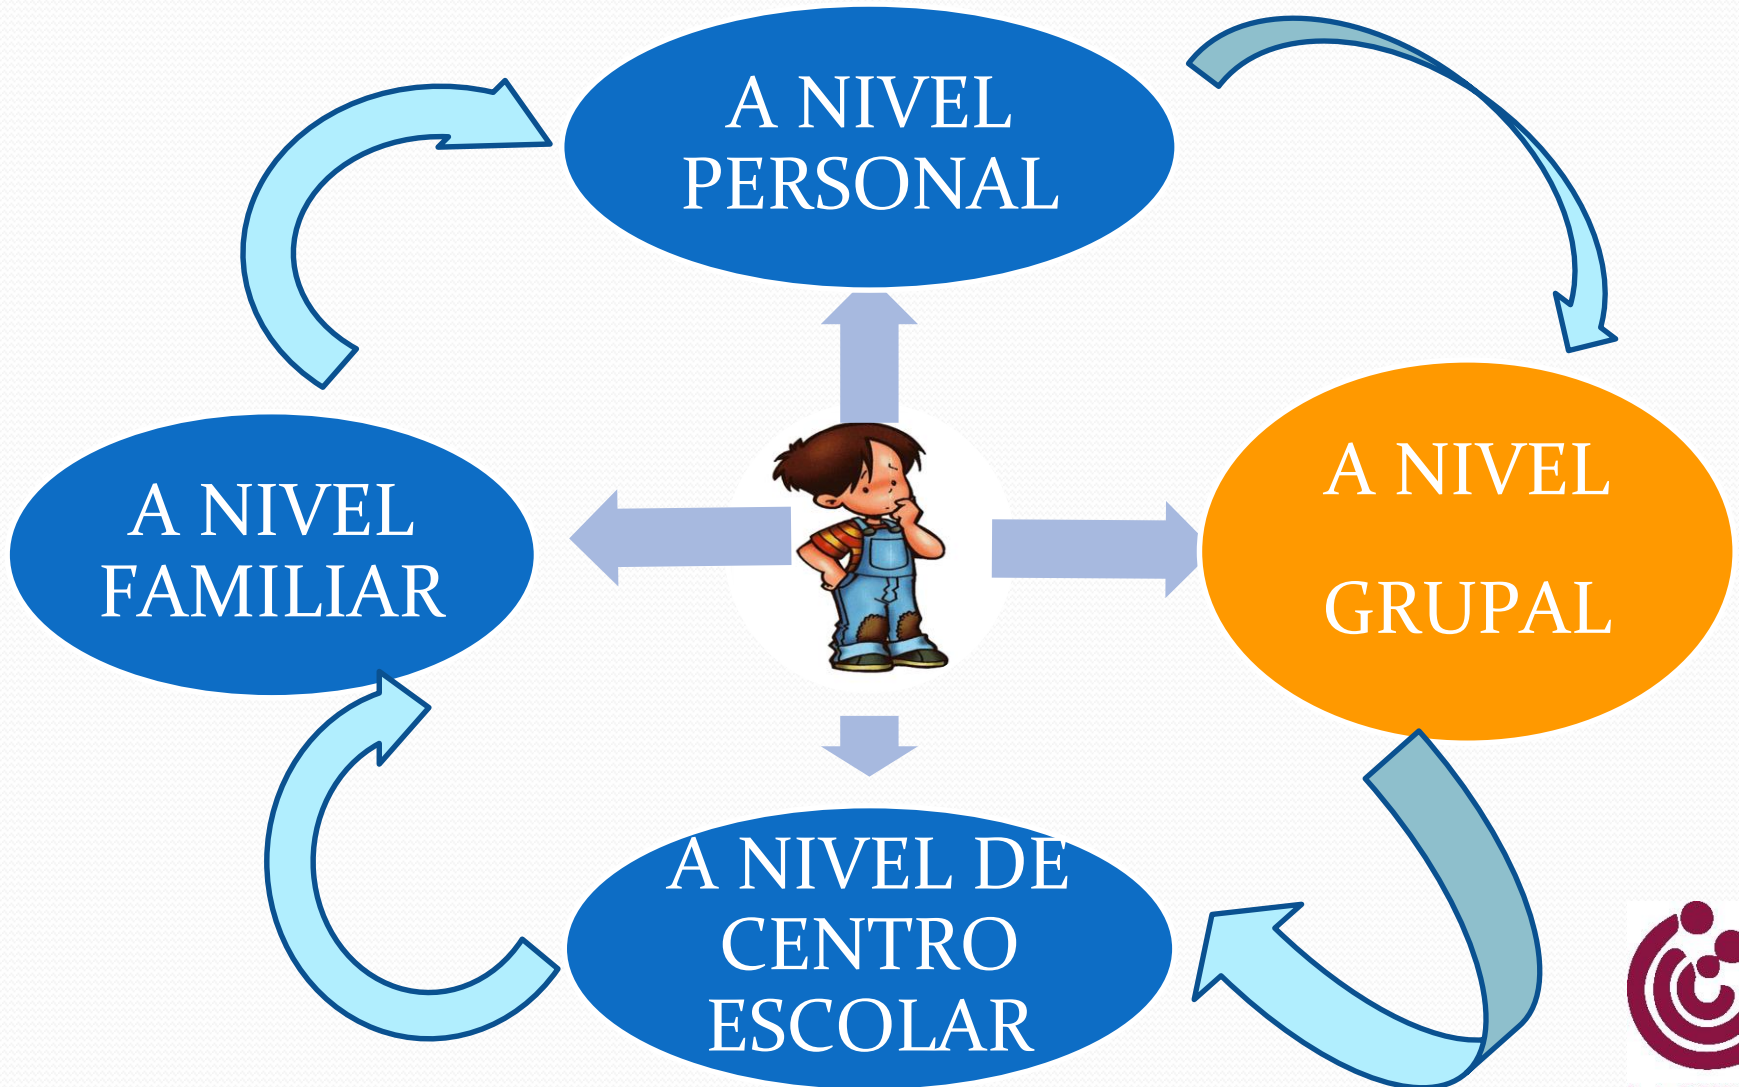 A NIVEL
PERSONAL
A NIVEL
FAMILIAR
A NIVEL
GRUPAL
A NIVEL DE
CENTRO
ESCOLAR